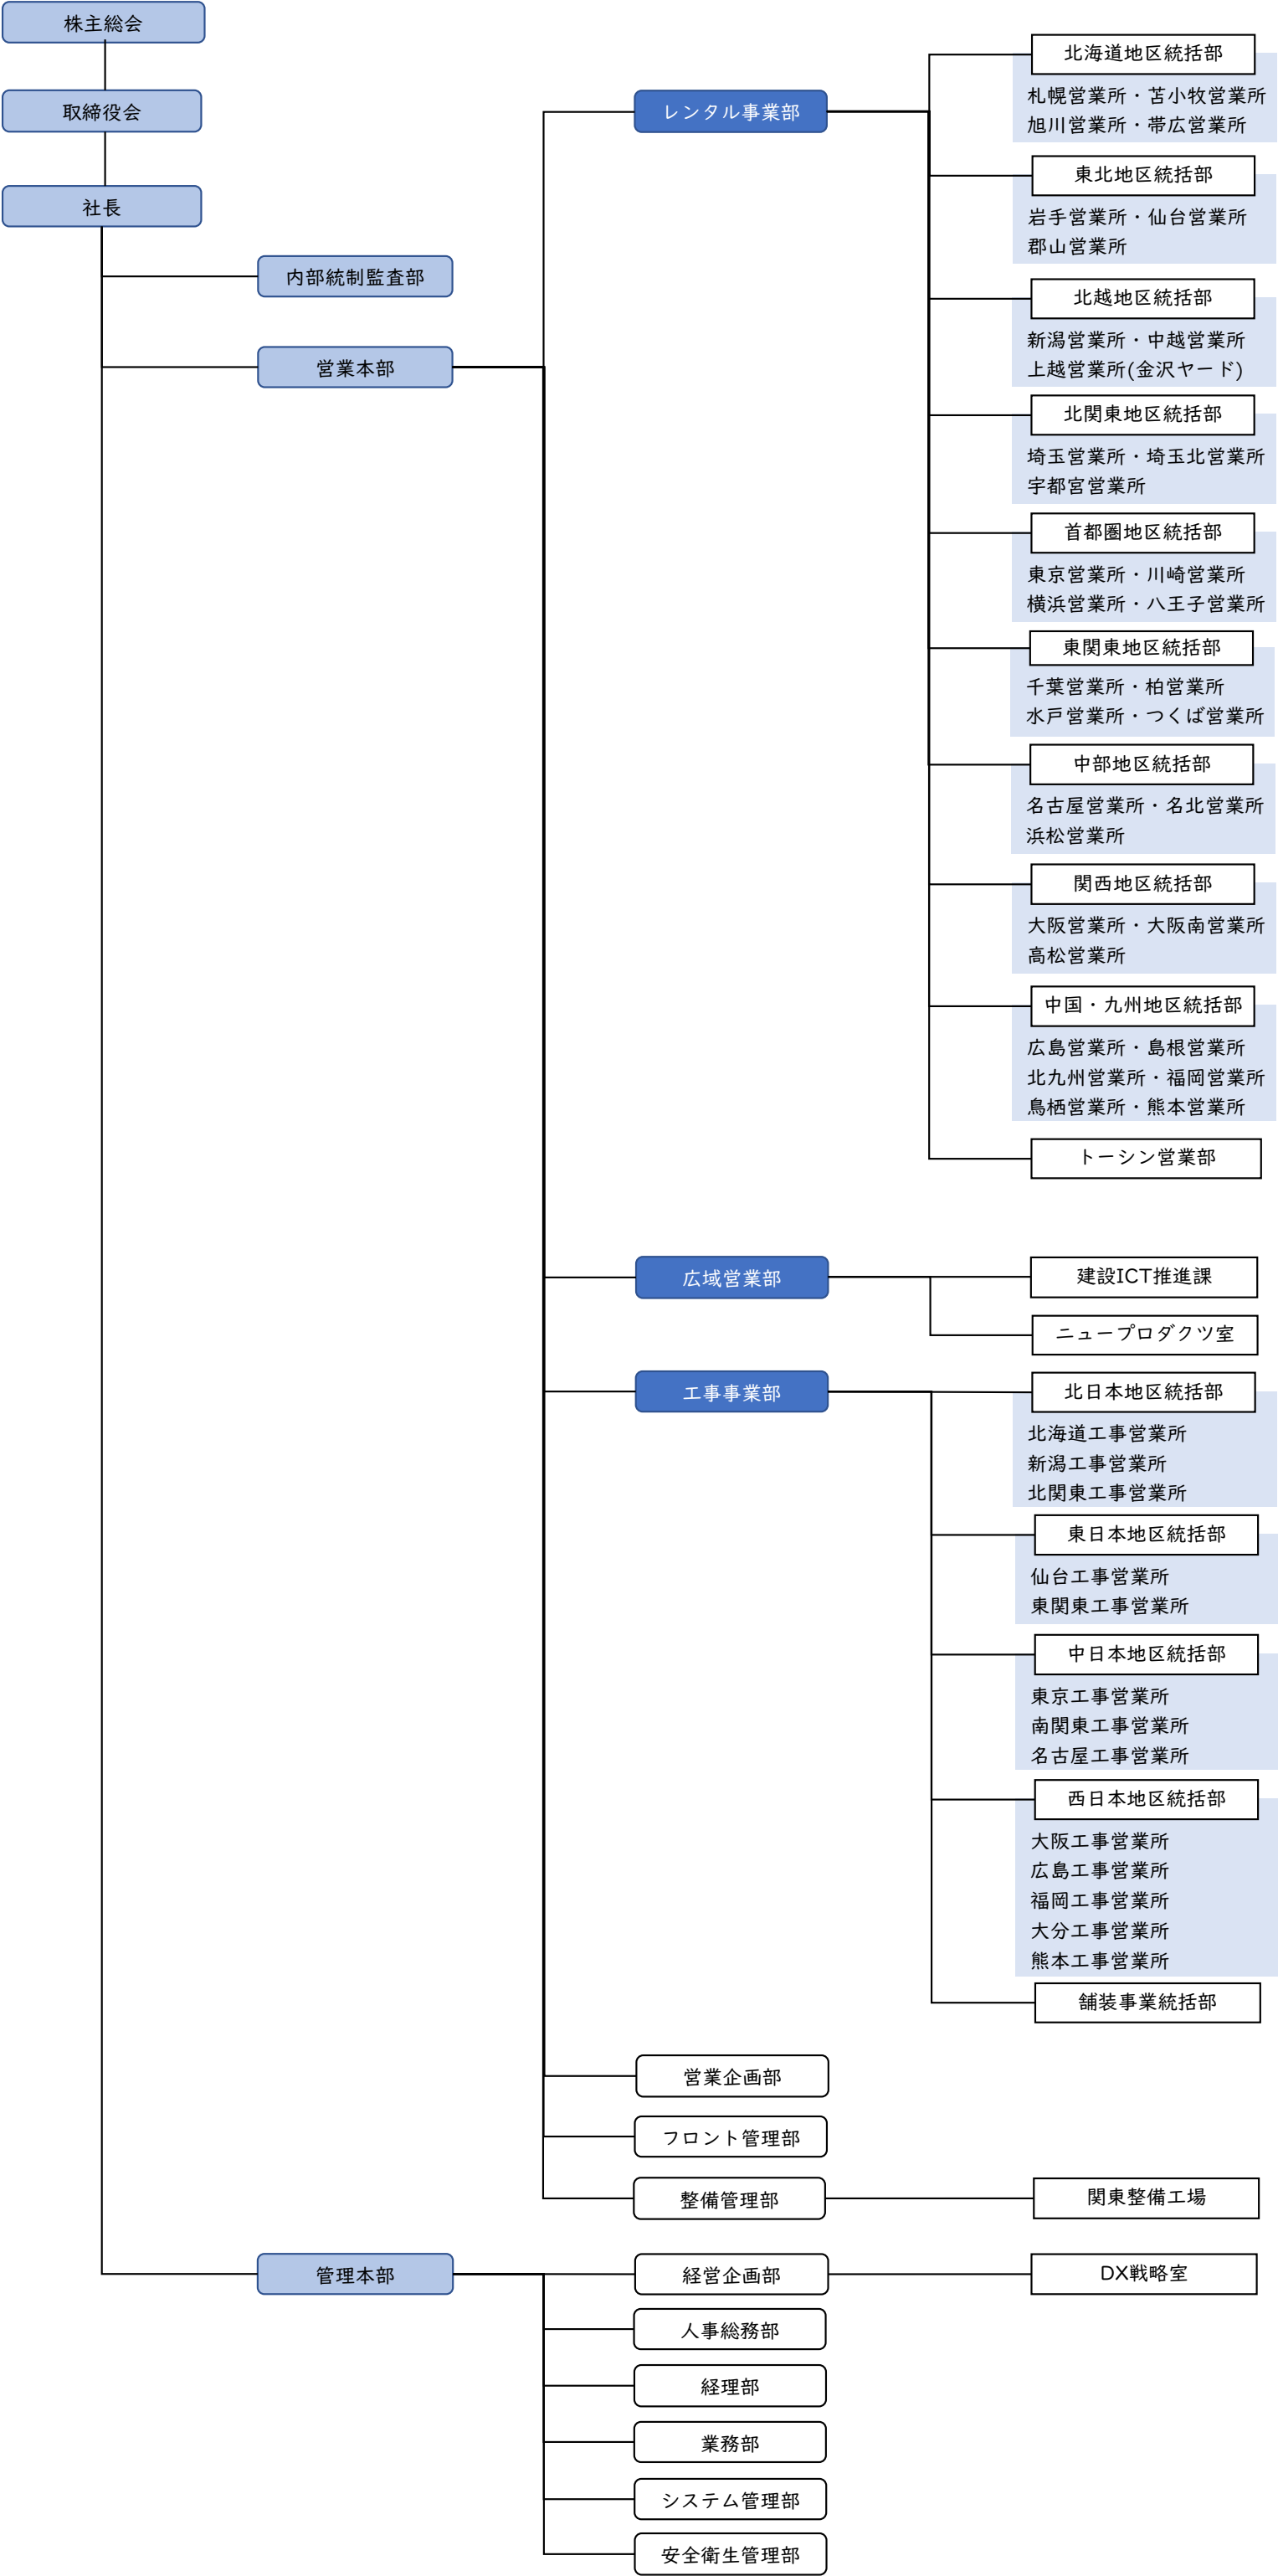 株主総会
取締役会
社長
内部統制監査部
営業本部
レンタル事業部
北海道地区統括部
札幌営業所・苫小牧営業所
旭川営業所・帯広営業所
東北地区統括部
岩手営業所・仙台営業所
郡山営業所
北越地区統括部
新潟営業所・中越営業所
上越営業所(金沢ヤード)
北関東地区統括部
埼玉営業所・埼玉北営業所
宇都宮営業所
首都圏地区統括部
東京営業所・川崎営業所
横浜営業所・八王子営業所
東関東地区統括部
千葉営業所・柏営業所
水戸営業所・つくば営業所
中部地区統括部
名古屋営業所・名北営業所
浜松営業所
関西地区統括部
大阪営業所・大阪南営業所
高松営業所
中国・九州地区統括部
広島営業所・島根営業所
北九州営業所・福岡営業所
鳥栖営業所・熊本営業所
トーシン営業部
広域営業部
建設ICT推進課
ニュープロダクツ室
工事事業部
北日本地区統括部
北海道工事営業所
新潟工事営業所
北関東工事営業所
東日本地区統括部
仙台工事営業所
東関東工事営業所
中日本地区統括部
東京工事営業所
南関東工事営業所
名古屋工事営業所
西日本地区統括部
大阪工事営業所
広島工事営業所
福岡工事営業所
大分工事営業所
熊本工事営業所
舗装事業統括部
営業企画部
フロント管理部
整備管理部
関東整備工場
管理本部
経営企画部
DX戦略室
人事総務部
経理部
業務部
システム管理部
安全衛生管理部